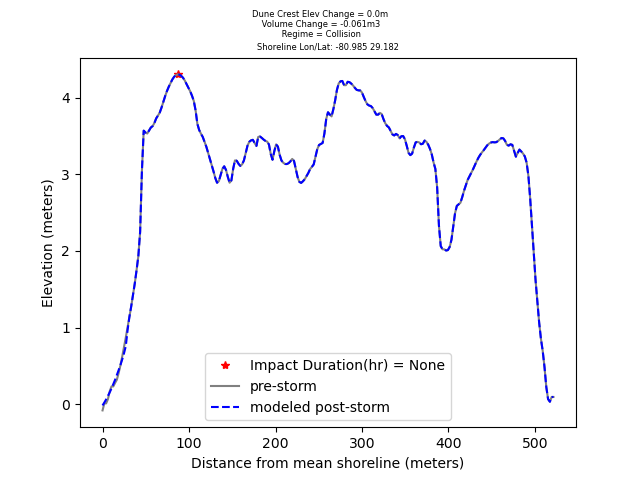 Dune Crest Elev Change = 0.0m
Volume Change = -0.061m3
Regime = Collision
Shoreline Lon/Lat: -80.985 29.182
4
3
2
1
0
Elevation (meters)
Impact Duration(hr) = None
pre-storm
modeled post-storm
0 100 200 300 400 500
Distance from mean shoreline (meters)